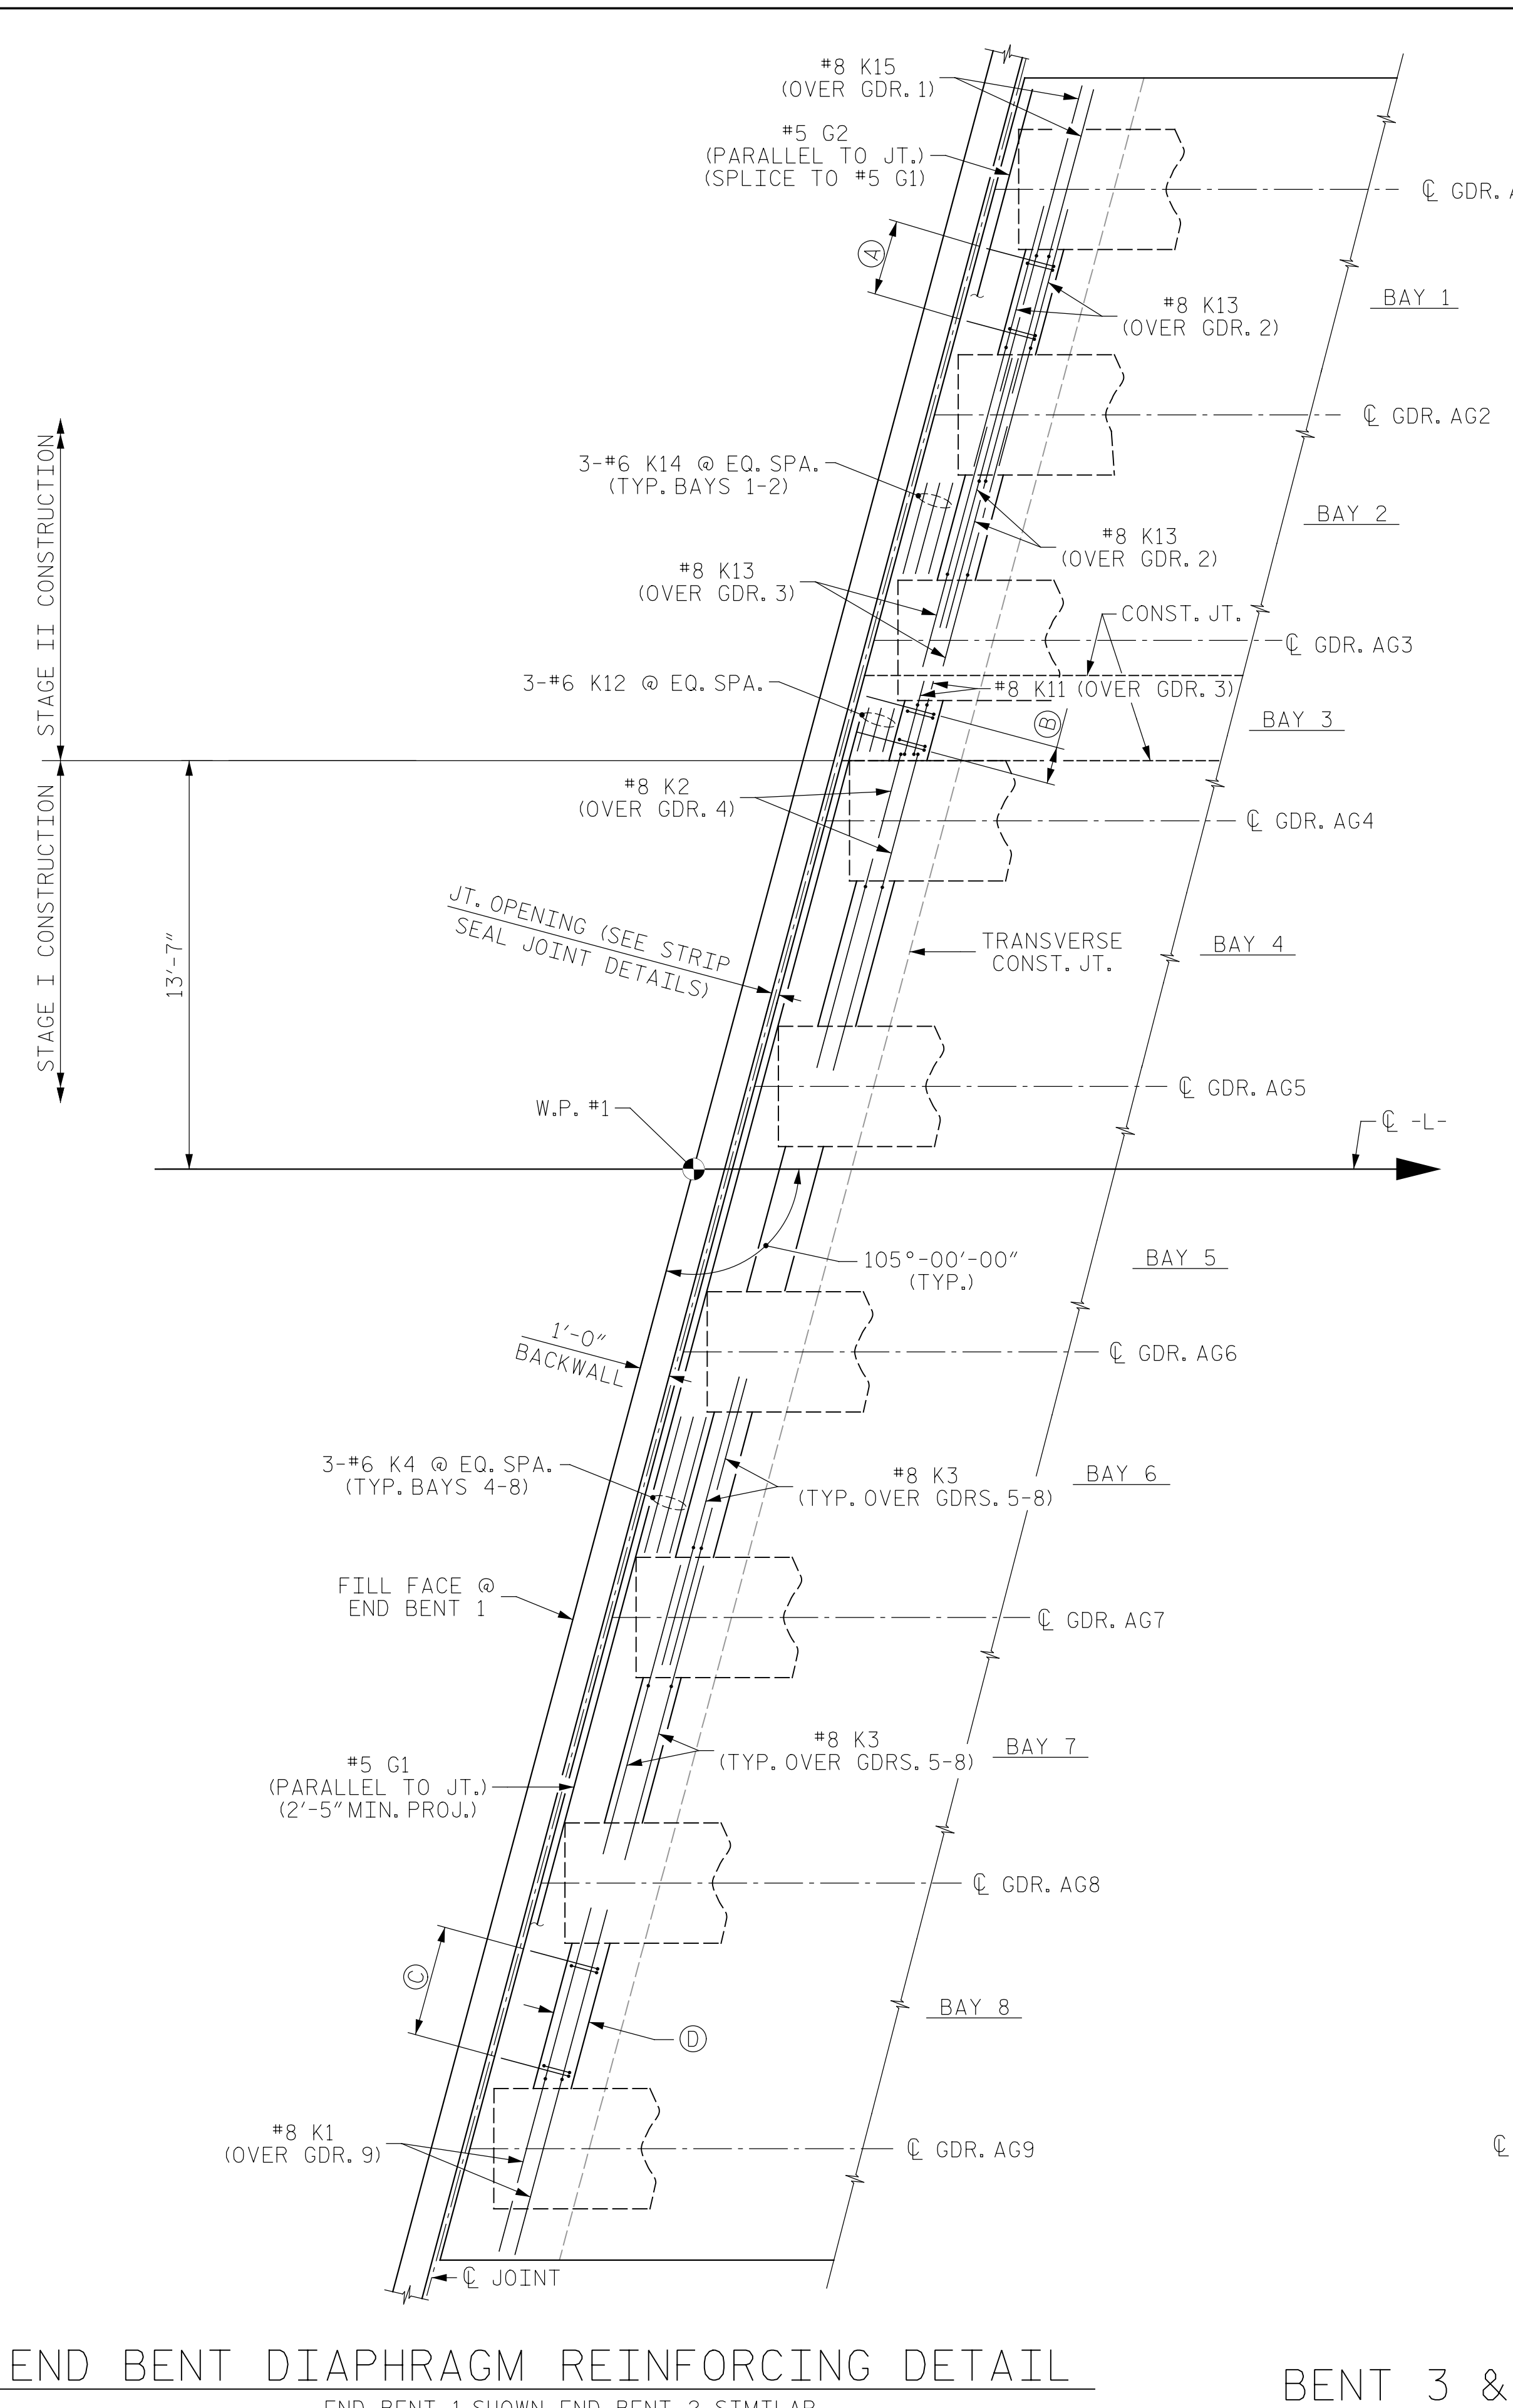 #8 K15
(OVER GDR. 1)
#5 G2
(PARALLEL TO JT.)
(SPLICE TO #5 G1)
℄ GDR.
A
BAY 1
#8 K13
(OVER GDR. 2)
℄ GDR. AG2
3-#6 K14 @ EQ. SPA.
(TYP. BAYS 1-2)
BAY 2
#8 K13
(OVER GDR. 2)
#8 K13
(OVER GDR. 3)
CONST. JT.
℄ GDR. AG3
3-#6 K12 @ EQ. SPA.
#8 K11 (OVER GDR. 3)
B
BAY 3
STAGE II CONSTRUCTION
STAGE I CONSTRUCTION
13'-7"
#8 K2
(OVER GDR. 4)
℄ GDR. AG4
JT. OPENING (SEE STRIP
SEAL JOINT DETAILS)
TRANSVERSE
CONST. JT.
BAY 4
℄ GDR. AG5
W.P. #1
℄ -L-
105°-00'-00"
(TYP.)
BAY 5
1'-0"
BACKWALL
℄ GDR. AG6
3-#6 K4 @ EQ. SPA.
(TYP. BAYS 4-8)
#8 K3
(TYP. OVER GDRS. 5-8)
BAY 6
FILL FACE @
END BENT 1
℄ GDR. AG7
#8 K3
(TYP. OVER GDRS. 5-8)
BAY 7
#5 G1
(PARALLEL TO JT.)
(2'-5" MIN. PROJ.)
℄ GDR. AG8
C
BAY 8
D
#8 K1
(OVER GDR. 9)
℄ GDR. AG9
℄
℄ JOINT
END BENT DIAPHRAGM REINFORCING DETAIL
END BENT 1 SHOWN, END BENT 2 SIMILAR
BENT 3 &